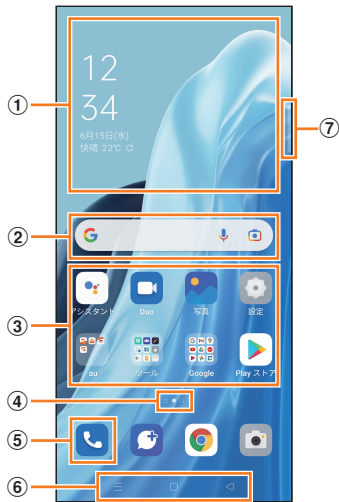 ①
12
34
6月15日(水)
快晴 22℃
⑦
②
③
アシスタント
Duo
写真
設定
au
ツール
Google
Play ストア
④
⑤
⑥